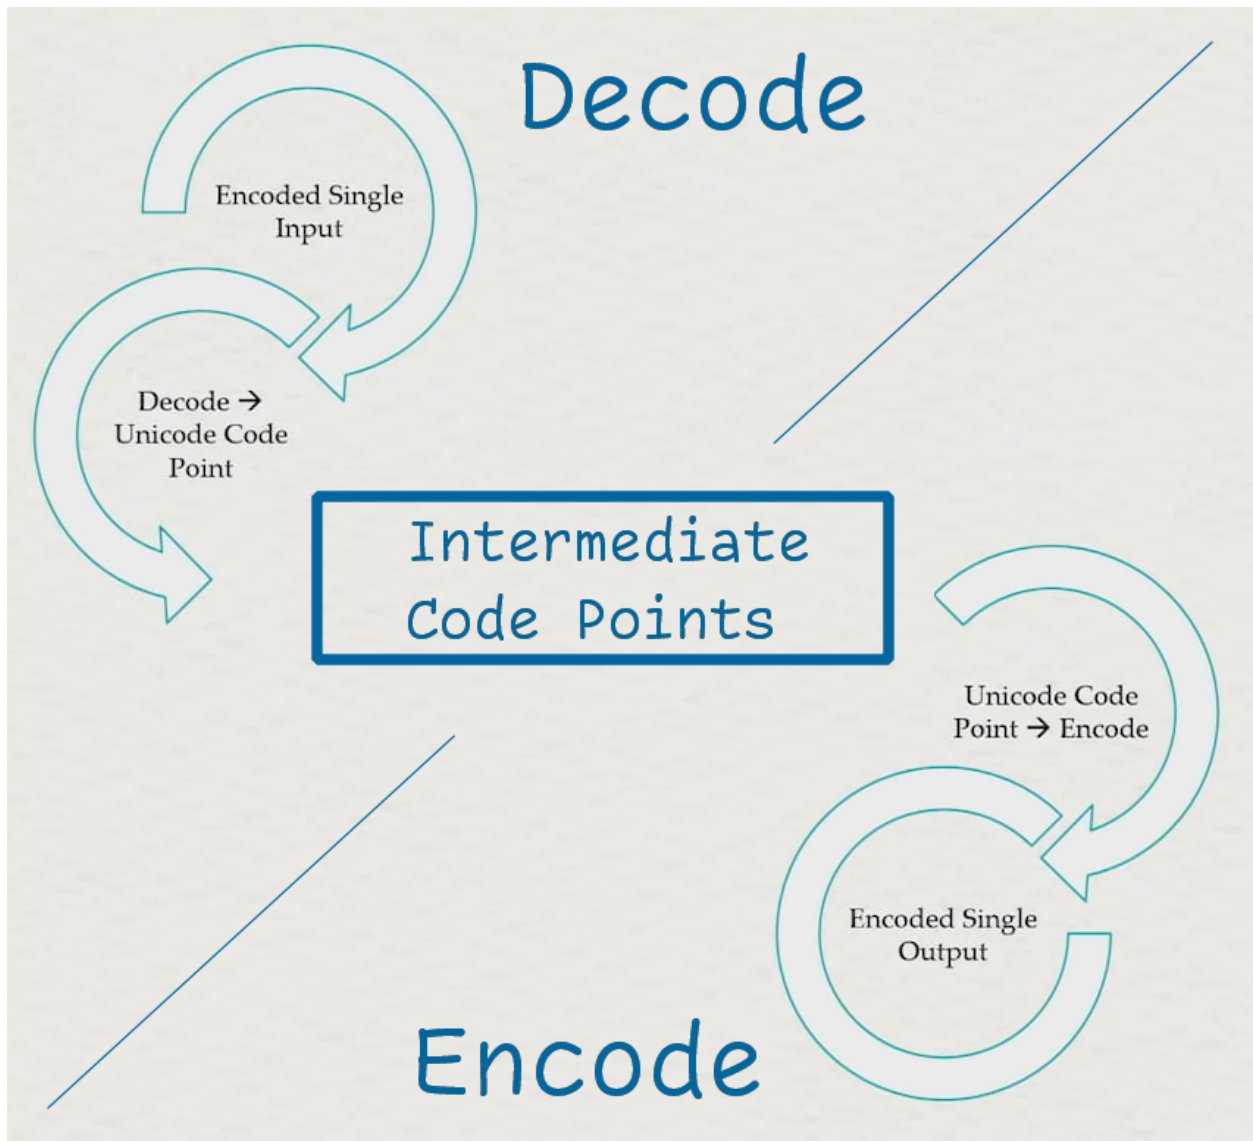 Decode
Encoded Single
Input
Decode →
Unicode Code
Point
Intermediate
Code Points
Unicode Code
Point → Encode
Encoded Single
Output
Encode